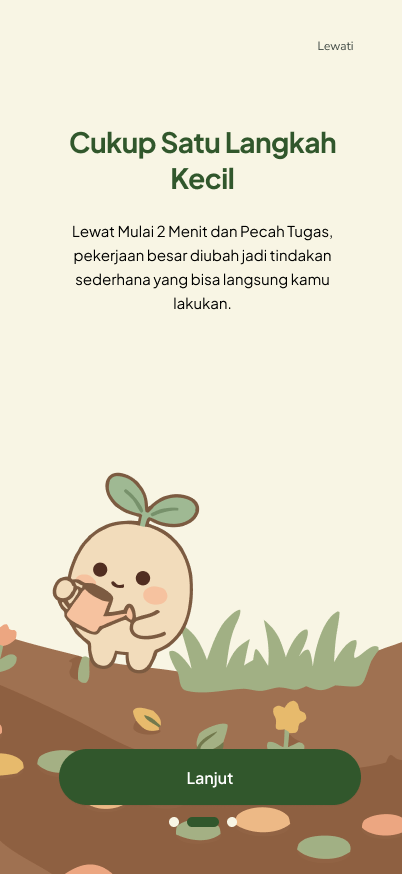 Lewati
Cukup Satu Langkah
Kecil
Lewat Mulai 2 Menit dan Pecah Tugas,
pekerjaan besar diubah jadi tindakan
sederhana yang bisa langsung kamu
lakukan.
Lanjut